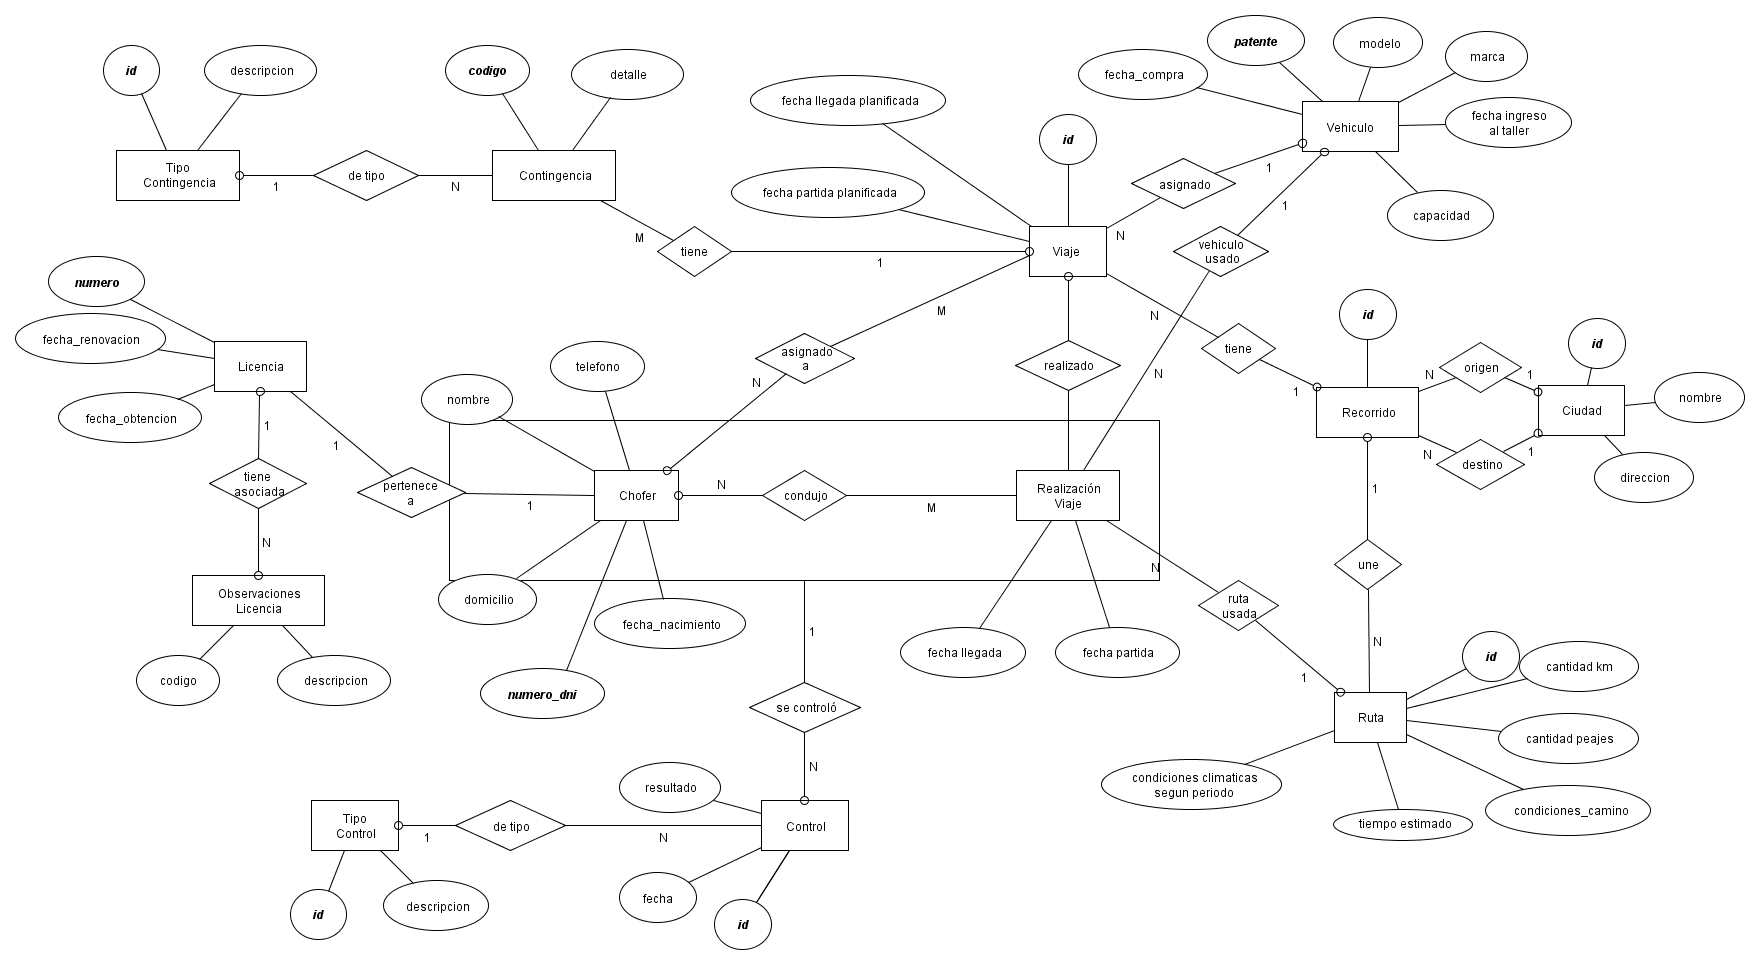 id
descripcion
Tipo
Contingencia
1
de tipo
N
codigo
detalle
Contingencia
M
tiene
1
fecha llegada planificada
fecha partida planificada
id
Viaje
fecha_compra
patente
modelo
marca
fecha ingreso
al taller
capacidad
Vehiculo
asignado
1
N
1
vehiculo
usado
N
N
tiene
1
id
Recorrido
N
origen
1
N
destino
1
id
Ciudad
nombre
direccion
numero
fecha_renovacion
fecha_obtencion
Licencia
1
tiene
asociada
N
Observaciones
Licencia
codigo
descripcion
1
pertenece
a
1
nombre
telefono
Chofer
domicilio
numero_dni
fecha_nacimiento
M
asignado
a
N
realizado
N
condujo
M
Realización
Viaje
fecha llegada
fecha partida
N
ruta
usada
1
1
une
N
Ruta
id
cantidad km
cantidad peajes
condiciones_camino
tiempo estimado
condiciones climaticas
segun periodo
1
se controló
N
resultado
Control
fecha
id
Tipo
Control
1
de tipo
N
id
descripcion